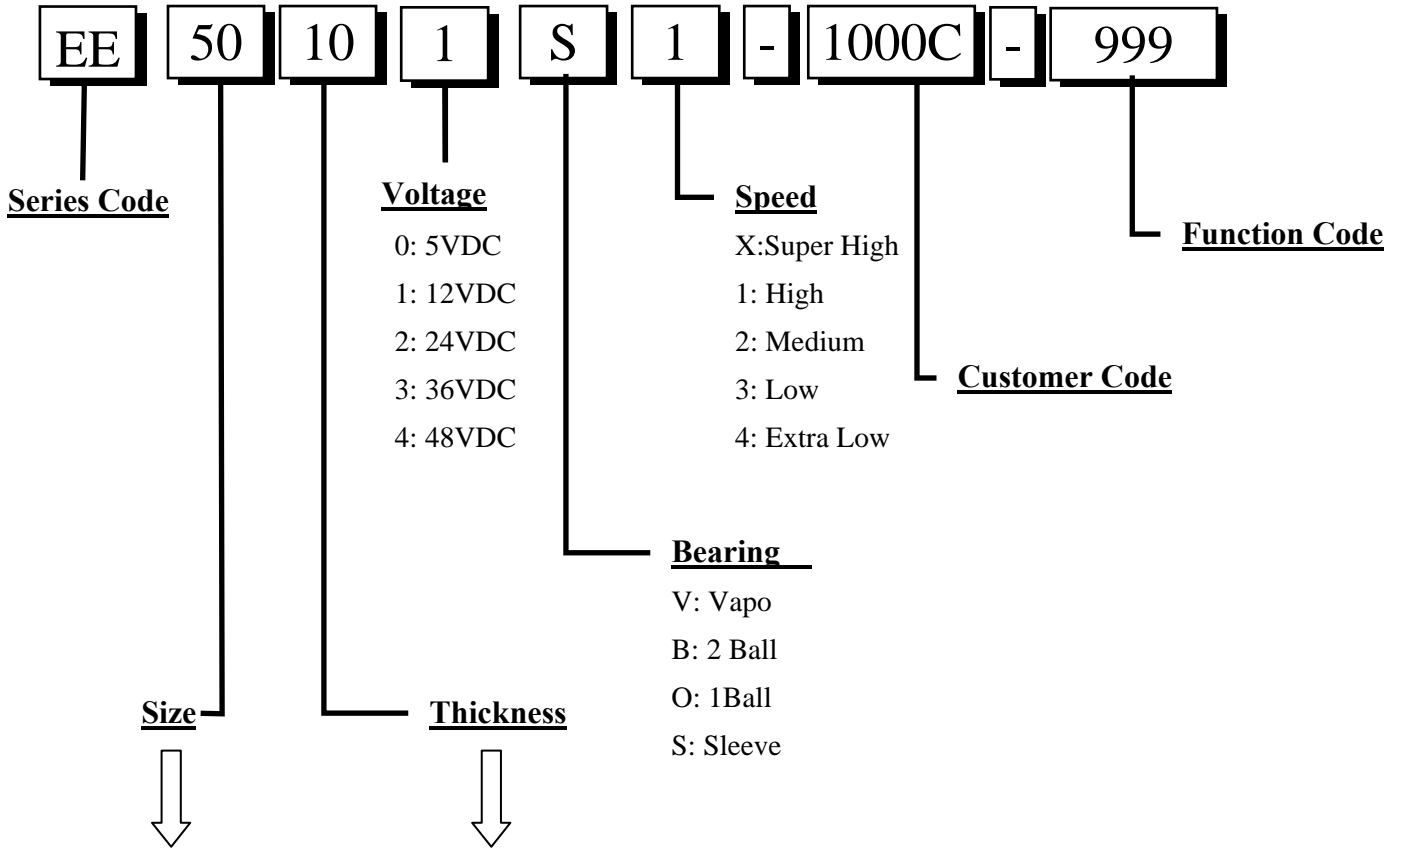 EE 50 10 1 S 1 - 1000C - 999
Series Code
Voltage
0: 5VDC
1: 12VDC
2: 24VDC
3: 36VDC
4: 48VDC
Speed
X:Super High
1: High
2: Medium
3: Low
4: Extra Low
Function Code
Customer Code
Bearing
V: Vapo
B: 2 Ball
O: 1Ball
S: Sleeve
Size
Thickness